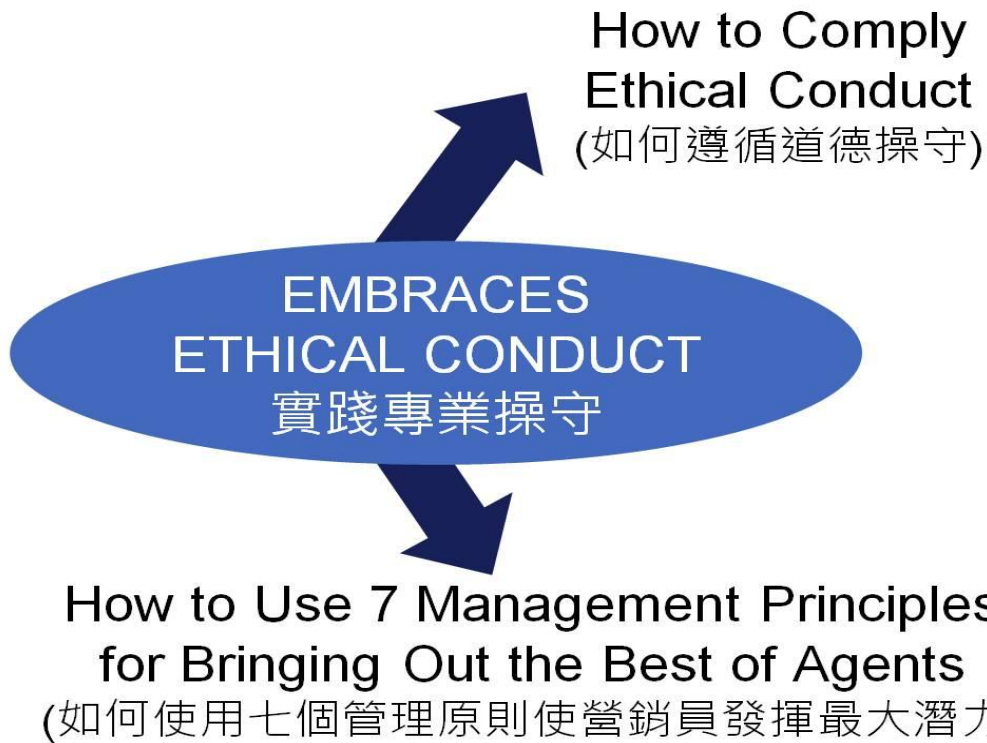 How to Comply
Ethical Conduct
(如何遵循道德操守)
EMBRACES
ETHICAL CONDUCT
實踐專業操守
How to Use 7 Management Principles
for Bringing Out the Best of Agents
(如何使用七個管理原則使營銷員發揮最大潛力